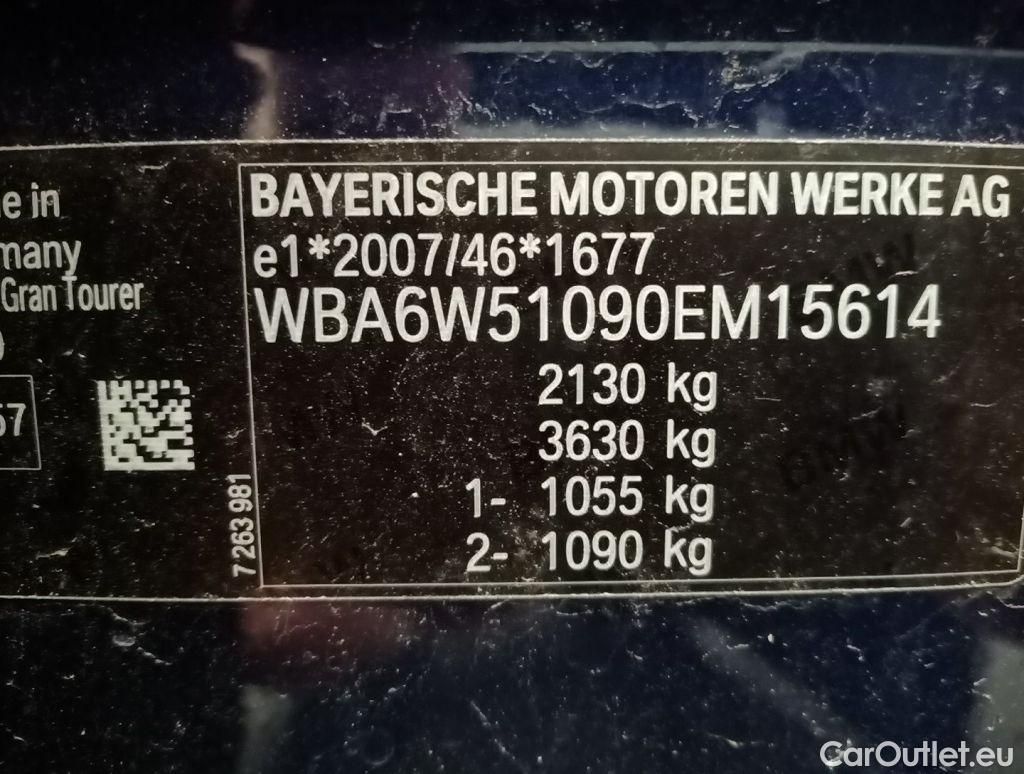 e in
many
Gran Tourer
57
7 263 981
BAYERISCHE MOTOREN WERKE AG
e1*2007/46*1677
WBA6W51090EM15614
2130 kg
3630 kg
1- 1055 kg
2- 1090 kg
CarOutlet.eu